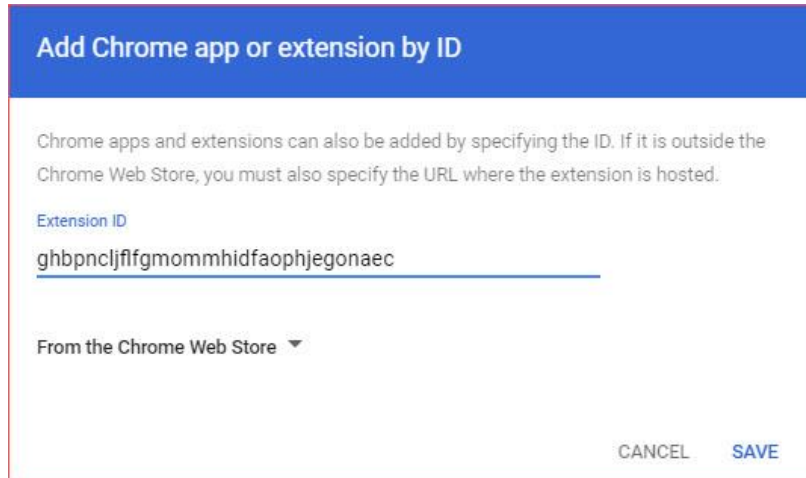 Add Chrome app or extension by ID
Chrome apps and extensions can also be added by specifying the ID. If it is outside the
Chrome Web Store, you must also specify the URL where the extension is hosted.
Extension ID
ghbpncljflfgmommhidfaophjegonaec
From the Chrome Web Store
CANCEL SAVE